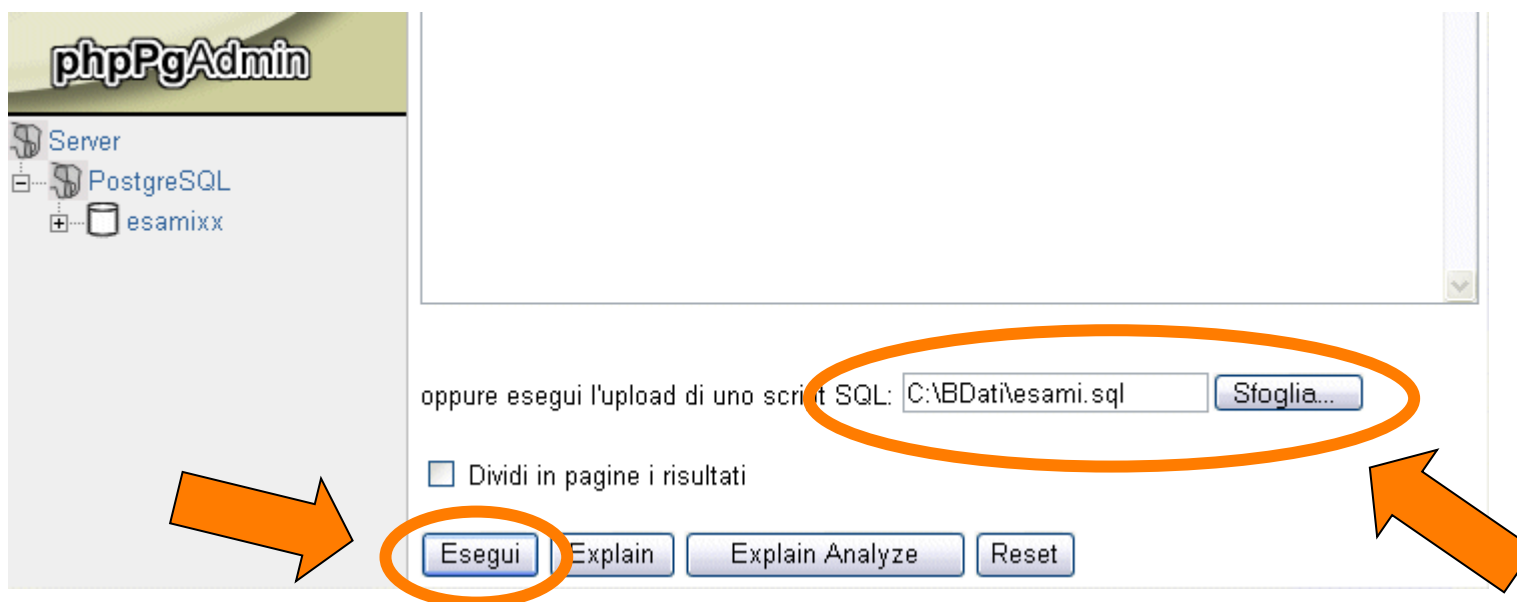 phpPgAdmin
Server
PostgreSQL
esamixx
oppure esegui l'upload di uno script SQL: C:\BDati\esami.sql Sfoglia...
Dividi in pagine i risultati
Esegui Explain Explain Analyze Reset